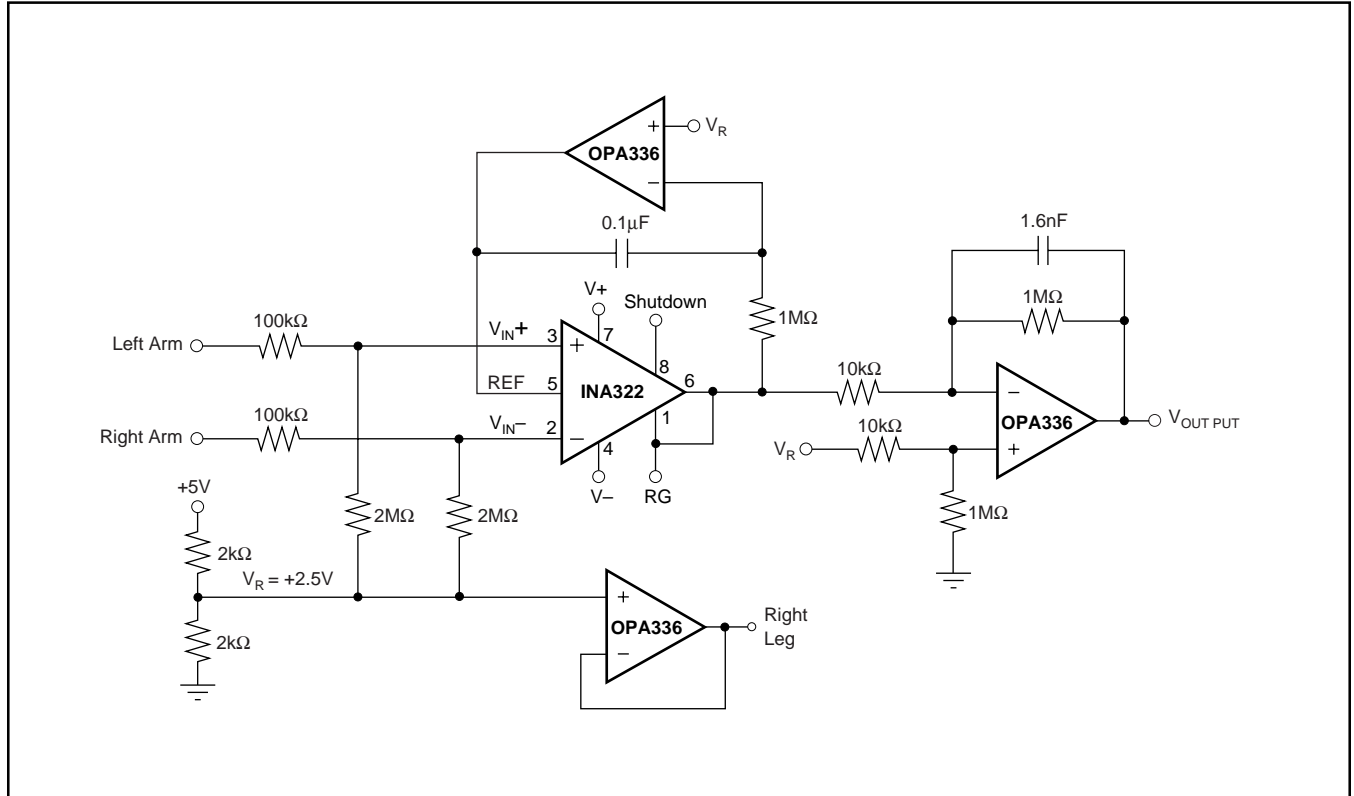 +
V_R
OPA336
−
0.1μF
1.6nF
V+
Shutdown
1MΩ
1MΩ
100kΩ
V_IN+
3
7
Left Arm
+
8
10kΩ
REF
5
INA322
6
−
100kΩ
1
OPA336
V_OUT PUT
Right Arm
V_IN−
2
−
4
10kΩ
V_R
+
+5V
V−
RG
2MΩ
2MΩ
1MΩ
2kΩ
V_R = +2.5V
+
Right
Leg
OPA336
2kΩ
−